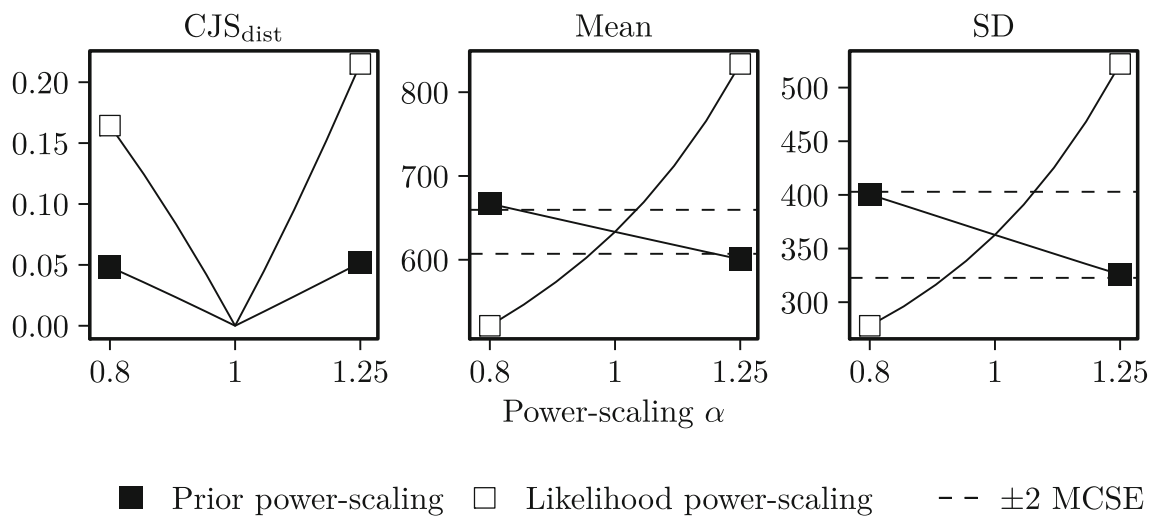 CJS_dist Mean SD
0.20
0.15
0.10
0.05
0.00
0.8 1 1.25
800
700
600
0.8 1 1.25
500
450
400
350
300
0.8 1 1.25
Power-scaling α
Prior power-scaling Likelihood power-scaling ±2 MCSE